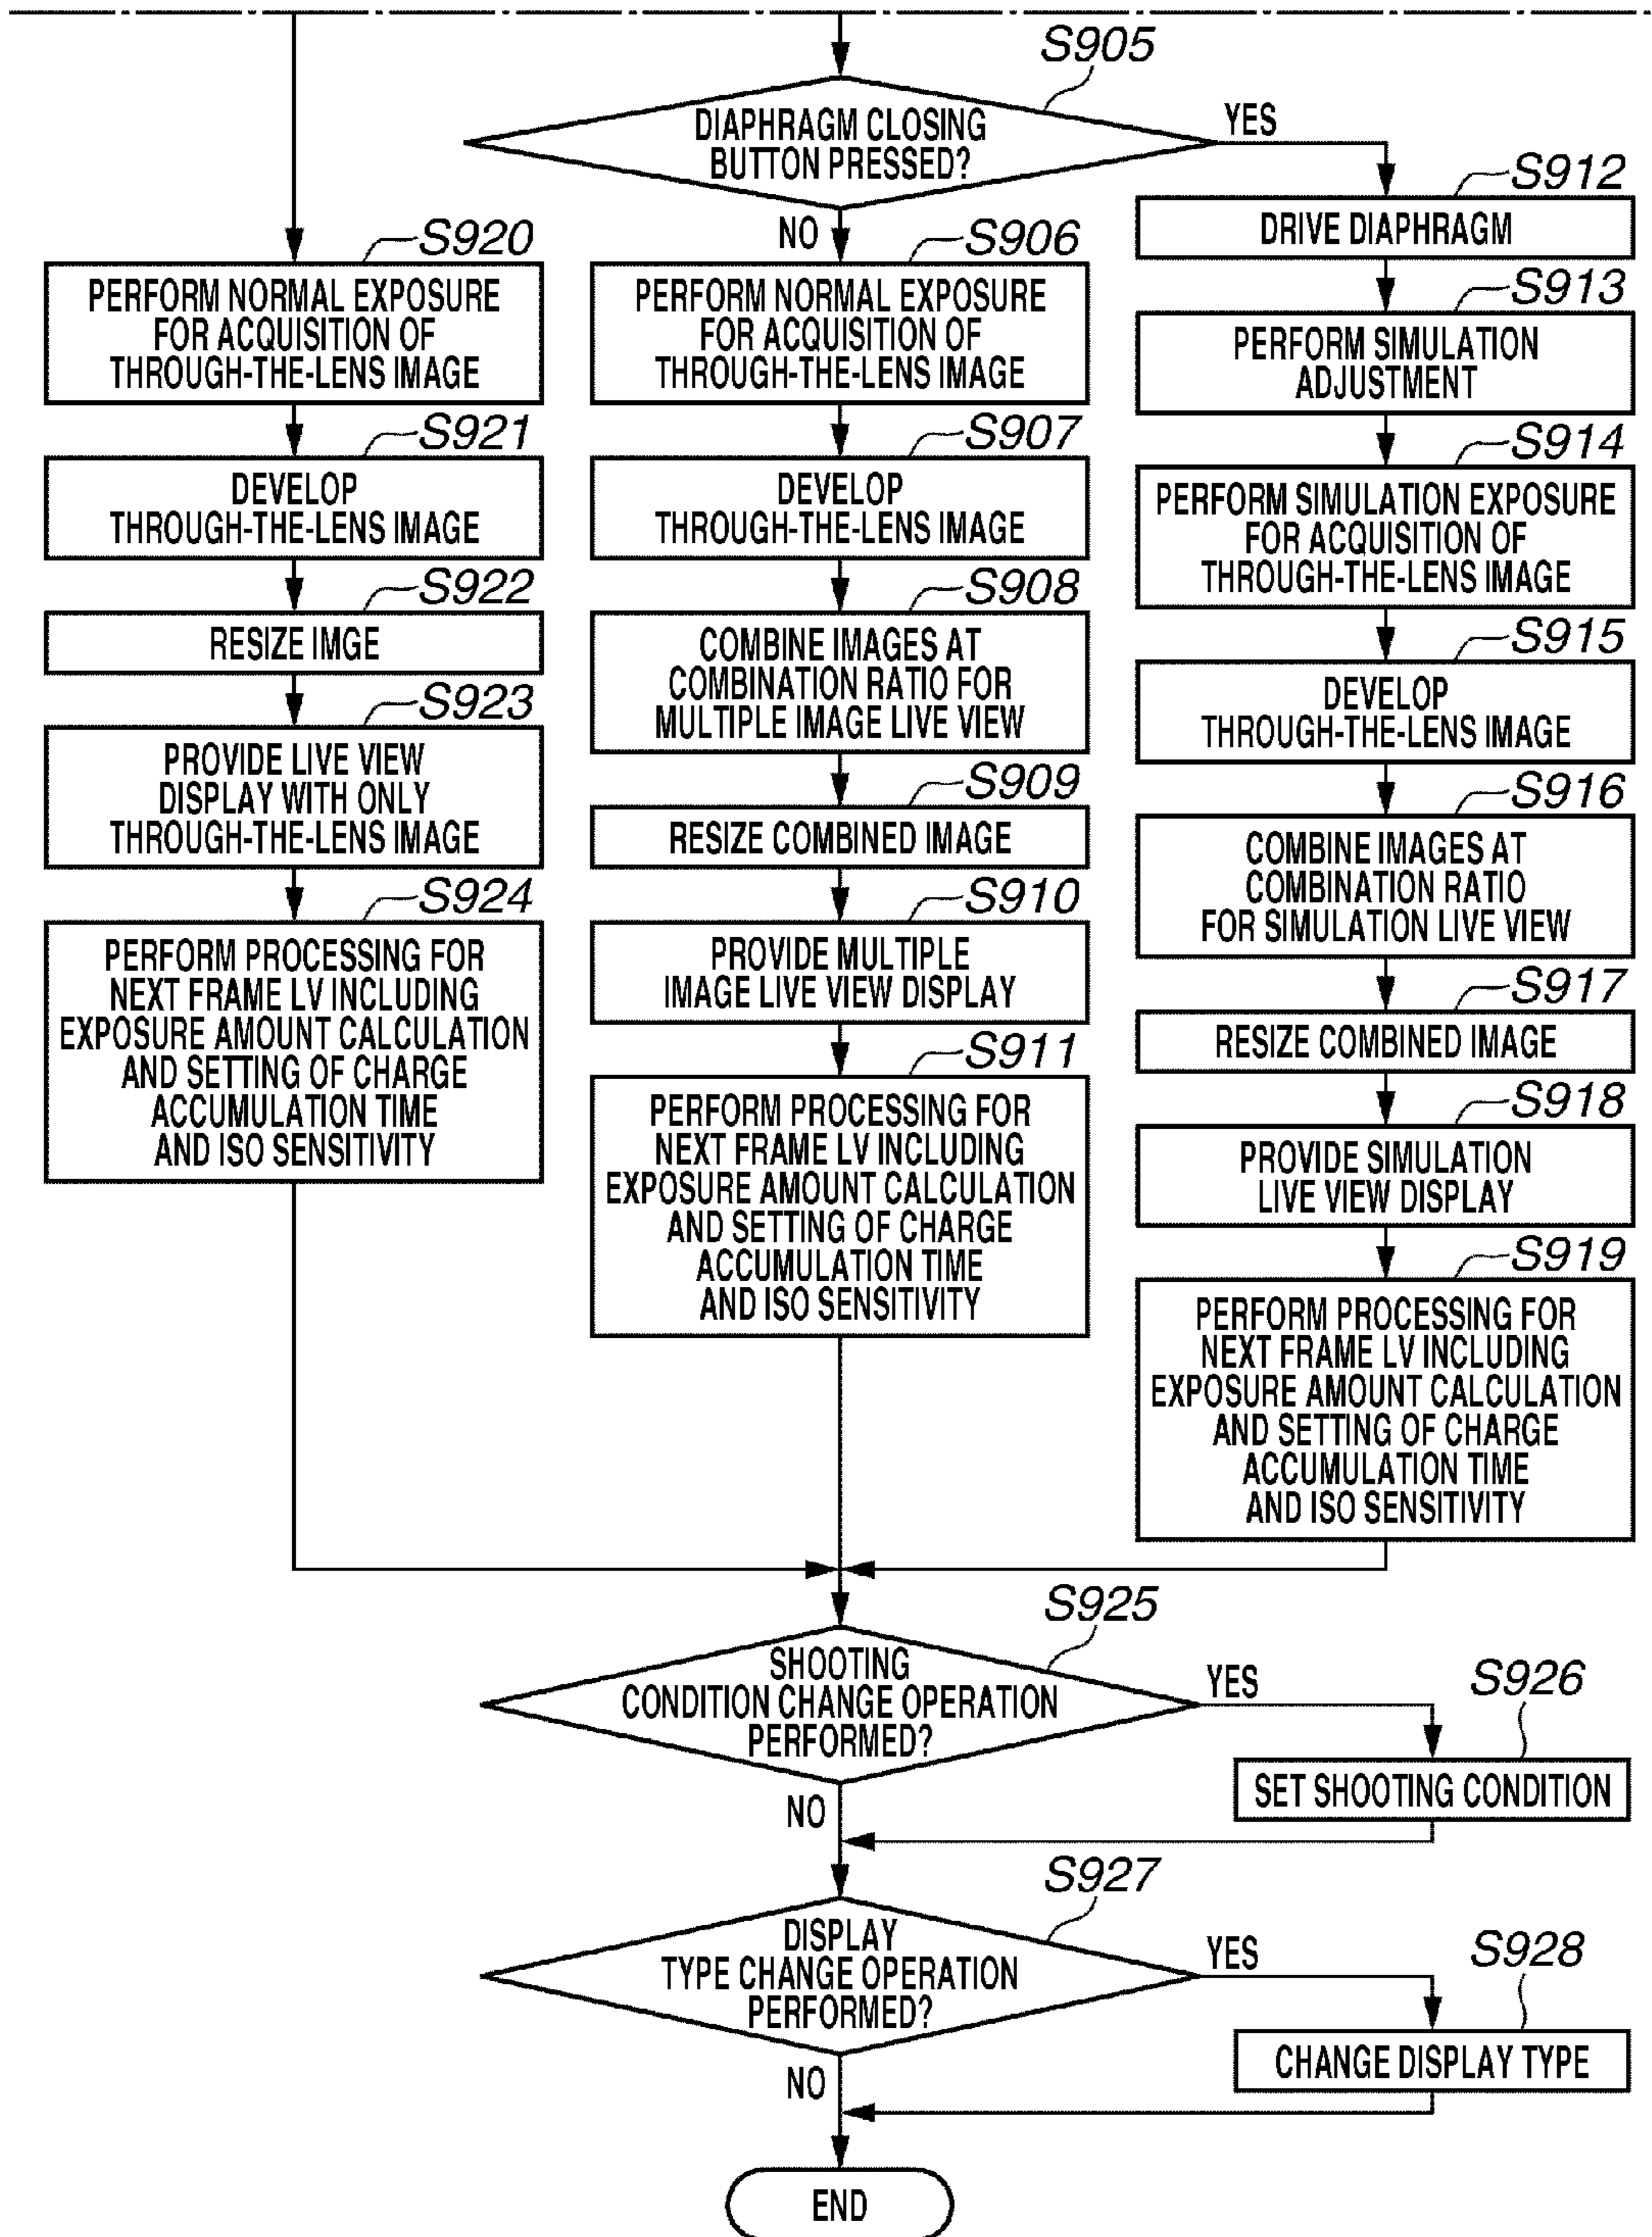 S905
DIAPHRAGM CLOSING
BUTTON PRESSED?
YES
NO
S920
PERFORM NORMAL EXPOSURE
FOR ACQUISITION OF
THROUGH-THE-LENS IMAGE
S921
DEVELOP
THROUGH-THE-LENS IMAGE
S922
RESIZE IMGE
S923
PROVIDE LIVE VIEW
DISPLAY WITH ONLY
THROUGH-THE-LENS IMAGE
S924
PERFORM PROCESSING FOR
NEXT FRAME LV INCLUDING
EXPOSURE AMOUNT CALCULATION
AND SETTING OF CHARGE
ACCUMULATION TIME
AND ISO SENSITIVITY
S906
PERFORM NORMAL EXPOSURE
FOR ACQUISITION OF
THROUGH-THE-LENS IMAGE
S907
DEVELOP
THROUGH-THE-LENS IMAGE
S908
COMBINE IMAGES AT
COMBINATION RATIO FOR
MULTIPLE IMAGE LIVE VIEW
S909
RESIZE COMBINED IMAGE
S910
PROVIDE MULTIPLE
IMAGE LIVE VIEW DISPLAY
S911
PERFORM PROCESSING FOR
NEXT FRAME LV INCLUDING
EXPOSURE AMOUNT CALCULATION
AND SETTING OF CHARGE
ACCUMULATION TIME
AND ISO SENSITIVITY
S912
DRIVE DIAPHRAGM
S913
PERFORM SIMULATION
ADJUSTMENT
S914
PERFORM SIMULATION EXPOSURE
FOR ACQUISITION OF
THROUGH-THE-LENS IMAGE
S915
DEVELOP
THROUGH-THE-LENS IMAGE
S916
COMBINE IMAGES AT
COMBINATION RATIO
FOR SIMULATION LIVE VIEW
S917
RESIZE COMBINED IMAGE
S918
PROVIDE SIMULATION
LIVE VIEW DISPLAY
S919
PERFORM PROCESSING FOR
NEXT FRAME LV INCLUDING
EXPOSURE AMOUNT CALCULATION
AND SETTING OF CHARGE
ACCUMULATION TIME
AND ISO SENSITIVITY
S925
SHOOTING
CONDITION CHANGE OPERATION
PERFORMED?
YES
NO
S926
SET SHOOTING CONDITION
S927
DISPLAY
TYPE CHANGE OPERATION
PERFORMED?
YES
NO
S928
CHANGE DISPLAY TYPE
END